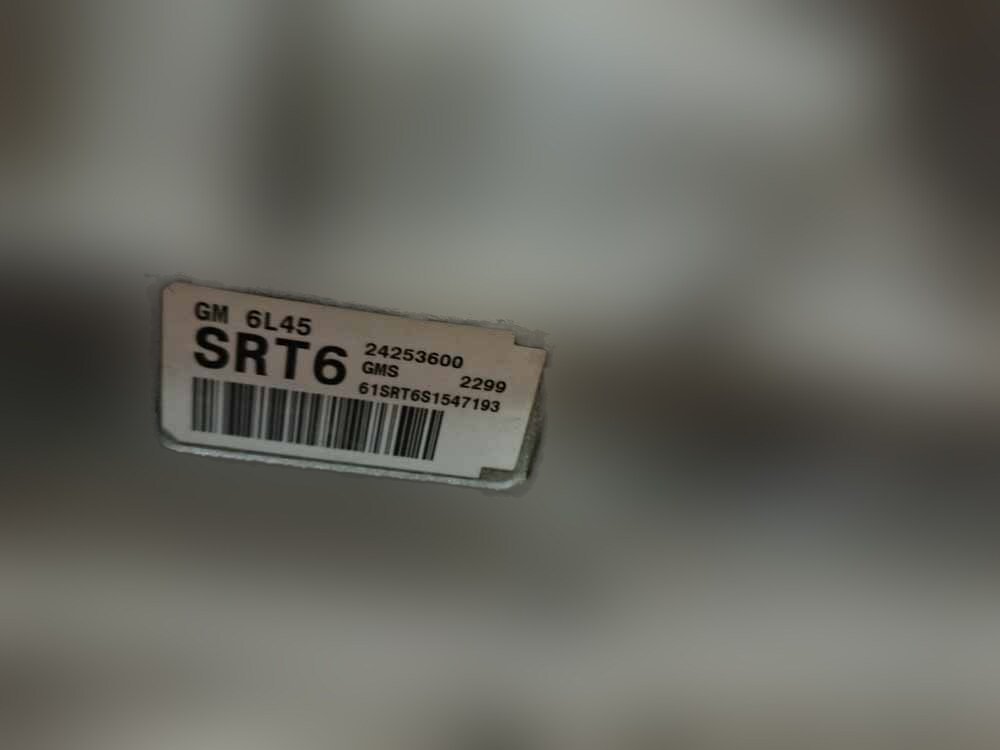 GM 6L45
SRT6
24253600
GMS 2299
61SRT6S1547193